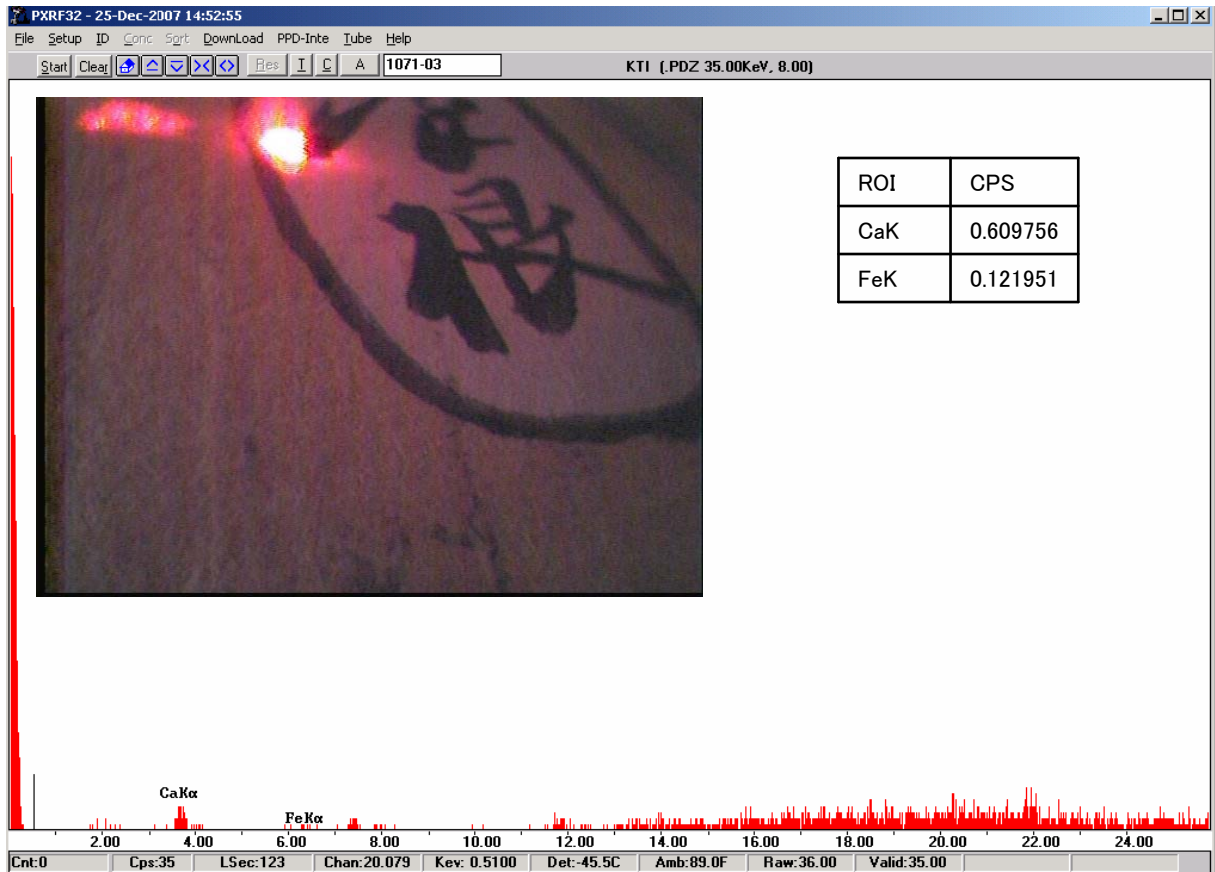 PXRF32 - 25-Dec-2007 14:52:55
File Setup ID Conc Sort DownLoad PPD-Inte Tube Help
Start Clear Res I C A 1071-03 KTI (.PDZ 35.00KeV, 8.00)
ROI CPS
CaK 0.609756
FeK 0.121951
CaKα
FeKα
2.00 4.00 6.00 8.00 10.00 12.00 14.00 16.00 18.00 20.00 22.00 24.00
Cnt:0 Cps:35 LSec:123 Chan:20.079 Kev: 0.5100 Det:-45.5C Amb:89.0F Raw:36.00 Valid:35.00